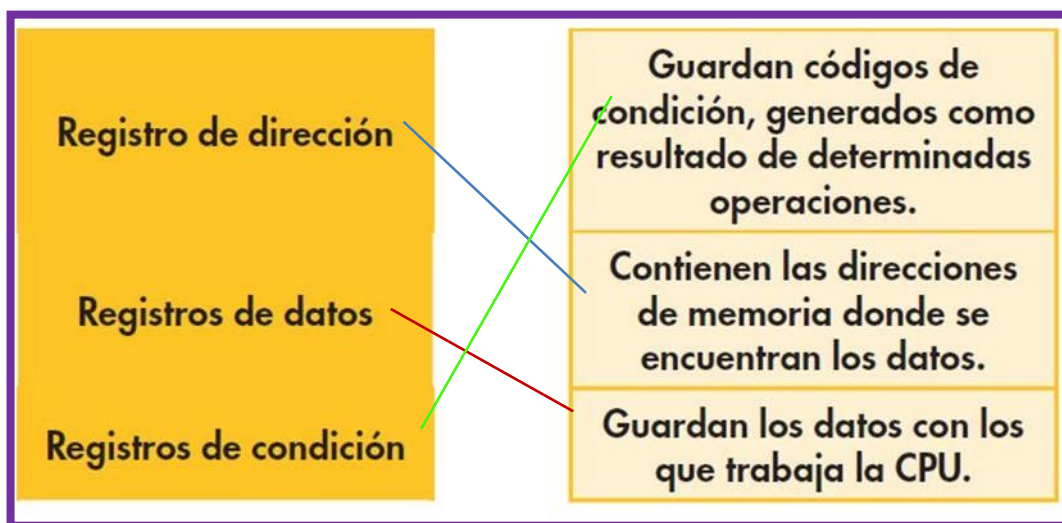 Registro de dirección
Registros de datos
Registros de condición
Guardan códigos de
condición, generados como
resultado de determinadas
operaciones.
Contienen las direcciones
de memoria donde se
encuentran los datos.
Guardan los datos con los
que trabaja la CPU.